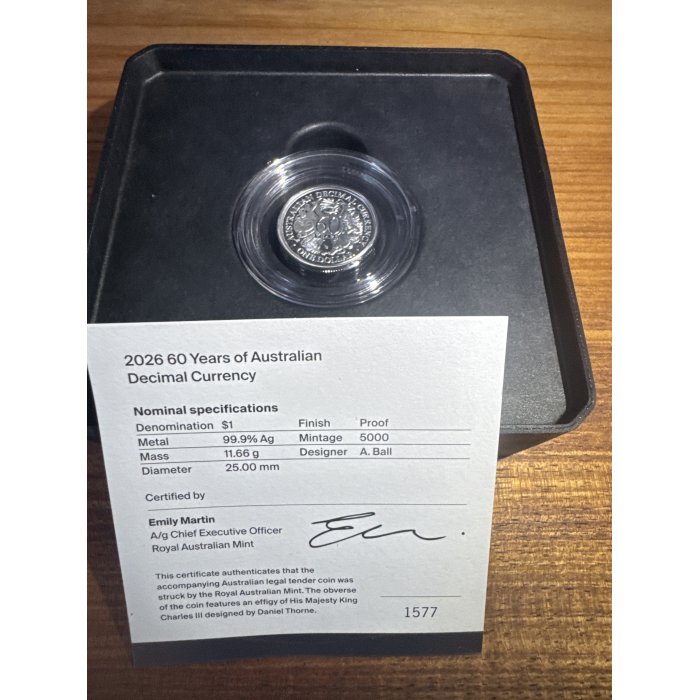 AUSTRALIAN DECIMAL CURRENCY
60
ONE DOLLAR
2026 60 Years of Australian
Decimal Currency
Nominal specifications
Denomination $1 Finish Proof
Metal 99.9% Ag Mintage 5000
Mass 11.66 g Designer A. Ball
Diameter 25.00 mm
Certified by
Emily Martin
A/g Chief Executive Officer
Royal Australian Mint
This certificate authenticates that the
accompanying Australian legal tender coin was
struck by the Royal Australian Mint. The obverse
of the coin features an effigy of His Majesty King
Charles III designed by Daniel Thorne.
1577